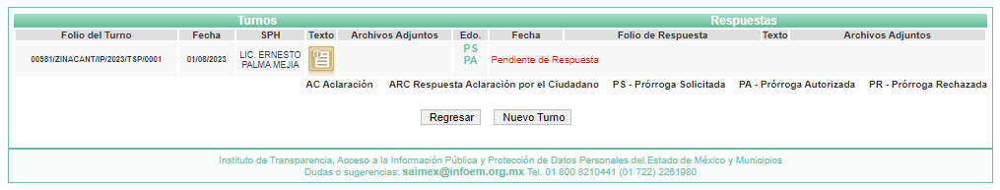 Turnos Respuestas
Folio del Turno Fecha SPH Texto Archivos Adjuntos Edo. Fecha Folio de Respuesta Texto Archivos Adjuntos
00981/ZINACANT/IP/2023/TSP/0001 01/08/2023 LIC. ERNESTO PALMA MEJIA PS PA Pendiente de Respuesta
AC Aclaración ARC Respuesta Aclaración por el Ciudadano PS - Prórroga Solicitada PA - Prórroga Autorizada PR - Prórroga Rechazada
Regresar Nuevo Turno
Instituto de Transparencia, Acceso a la Información Pública y Protección de Datos Personales del Estado de México y Municipios
Dudas o sugerencias: saimex@infoem.org.mx Tel. 01 800 8210441 (01 722) 2261980